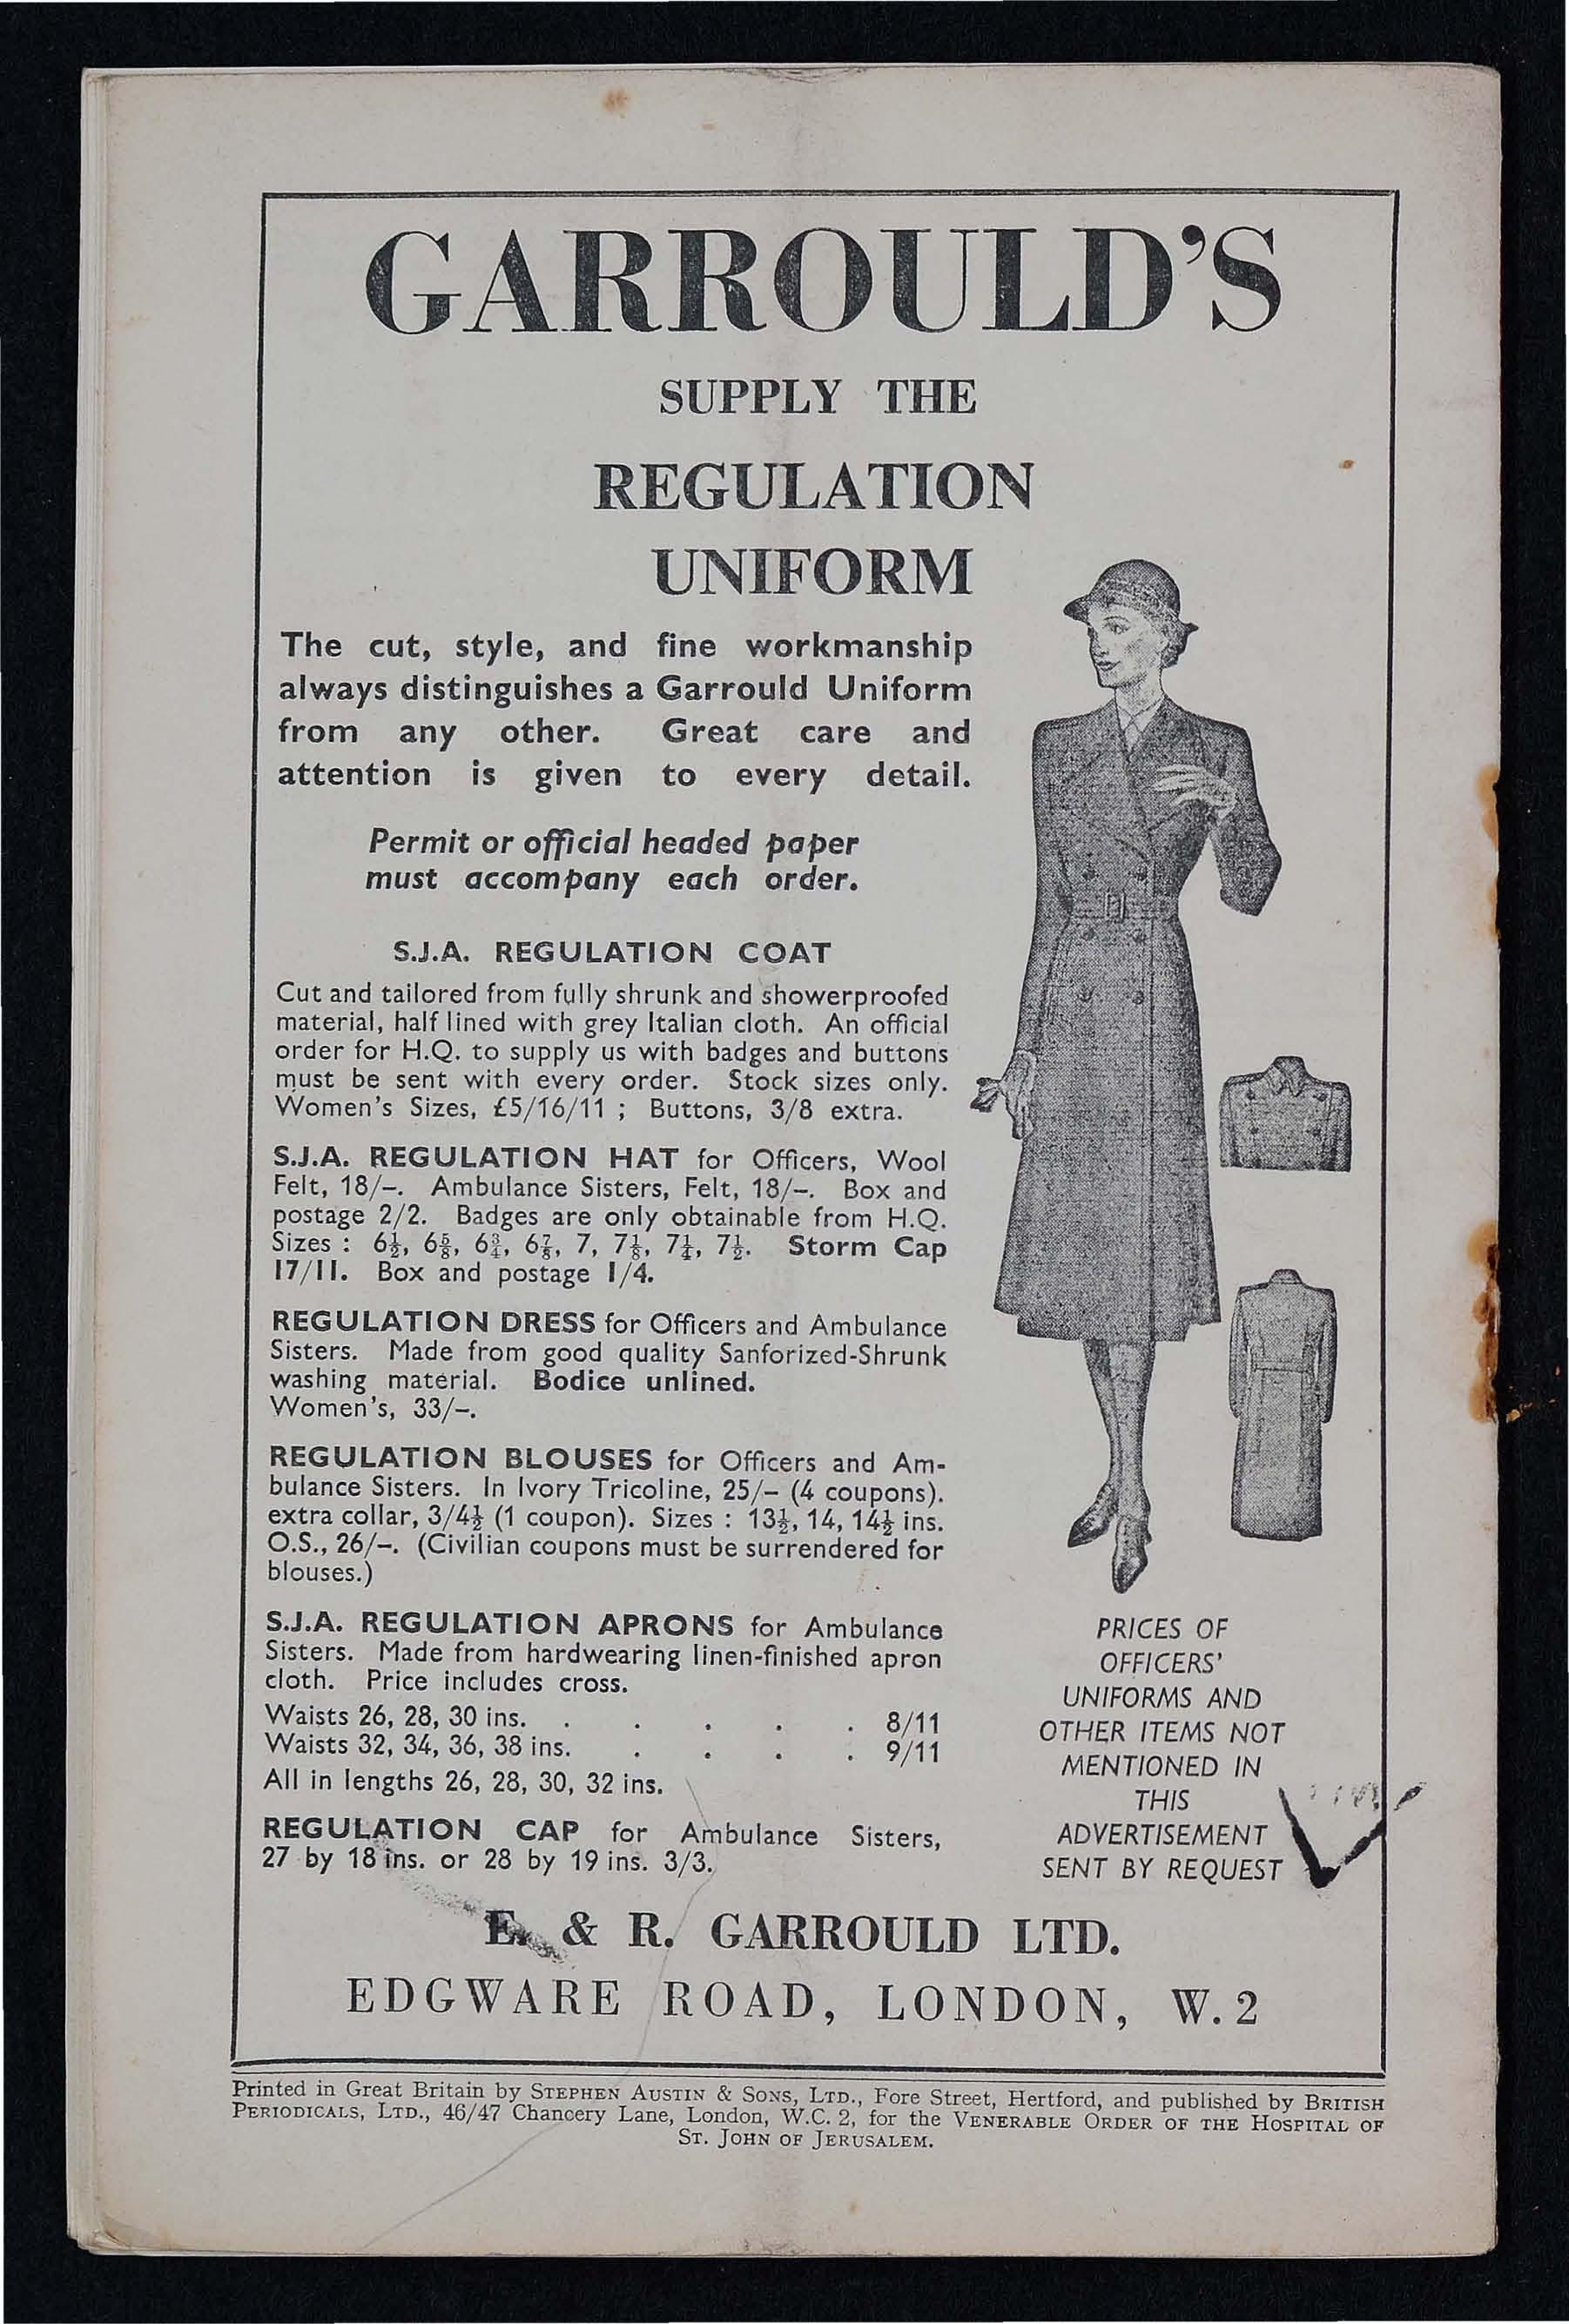 GARROULD'S
SUPPLY THE
REGULATION
UNIFORM
The cut, style, and fine workmanship
always distinguishes a Garrould Uniform
from any other. Great care and
attention is given to every detail.
Permit or official headed paper
must accompany each order.
S.J.A. REGULATION COAT
Cut and tailored from fully shrunk and showerproofed
material, half lined with grey Italian cloth. An official
order for H.Q. to supply us with badges and buttons
must be sent with every order. Stock sizes only.
Women's Sizes, £5/16/11 ; Buttons, 3/8 extra.
S.J.A. REGULATION HAT for Officers, Wool
Felt, 18/–. Ambulance Sisters, Felt, 18/–. Box and
postage 2/2. Badges are only obtainable from H.Q.
Sizes : 6½, 6⅝, 6¾, 6⅞, 7, 7⅛, 7¼, 7½. Storm Cap
17/11. Box and postage 1/4.
REGULATION DRESS for Officers and Ambulance
Sisters. Made from good quality Sanforized-Shrunk
washing material. Bodice unlined.
Women's, 33/–.
REGULATION BLOUSES for Officers and Am-
bulance Sisters. In Ivory Tricoline, 25/– (4 coupons).
extra collar, 3/4½ (1 coupon). Sizes : 13½, 14, 14½ ins.
O.S., 26/–. (Civilian coupons must be surrendered for
blouses.)
S.J.A. REGULATION APRONS for Ambulance
Sisters. Made from hardwearing linen-finished apron
cloth. Price includes cross.
Waists 26, 28, 30 ins. . . . . . 8/11
Waists 32, 34, 36, 38 ins. . . . . 9/11
All in lengths 26, 28, 30, 32 ins.
REGULATION CAP for Ambulance Sisters,
27 by 18 ins. or 28 by 19 ins. 3/3.
PRICES OF
OFFICERS'
UNIFORMS AND
OTHER ITEMS NOT
MENTIONED IN
THIS
ADVERTISEMENT
SENT BY REQUEST
E. & R. GARROULD LTD.
EDGWARE ROAD, LONDON, W. 2
Printed in Great Britain by STEPHEN AUSTIN & SONS, LTD., Fore Street, Hertford, and published by BRITISH
PERIODICALS, LTD., 46/47 Chancery Lane, London, W.C. 2, for the VENERABLE ORDER OF THE HOSPITAL OF
ST. JOHN OF JERUSALEM.